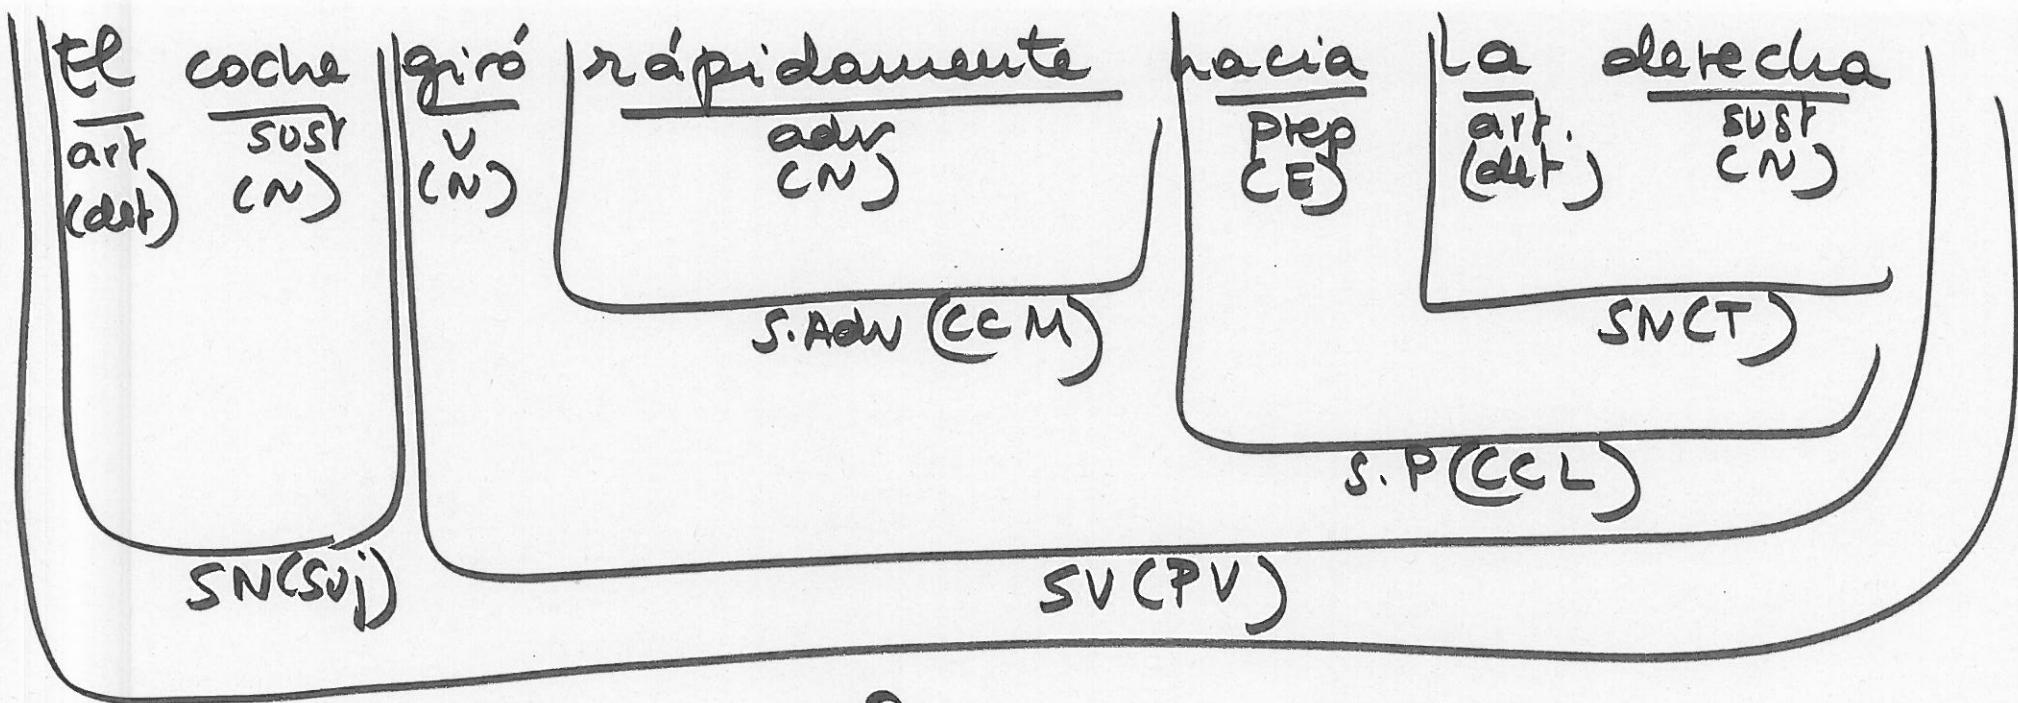 El coche giró rápidamente hacia la derecha
art sust V adv prep art. sust
(det) (N) (N) (N) (E) (det.) (N)
S.Adv (CCM) SN(T)
S.P(CCL)
SN(Suj) SV(PV)